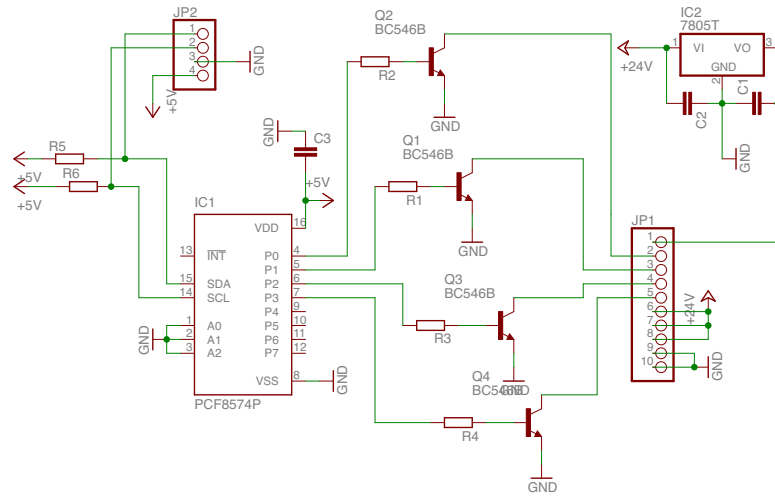 JP2
1
2
3
4
GND
+5V
Q2
BC546B
R2
GND
IC2
7805T
1
VI
VO
3
GND
2
+24V
C2
C1
GND
GND
C3
+5V
R5
+5V
R6
+5V
Q1
BC546B
R1
GND
IC1
VDD
16
13
INT
P0
4
P1
5
15
SDA
P2
6
14
SCL
P3
7
P4
9
1
A0
P5
10
2
A1
P6
11
3
A2
P7
12
GND
VSS
8
GND
PCF8574P
Q3
BC546B
R3
GND
Q4
BC546B
R4
GND
JP1
1
2
3
4
5
6
7
8
9
10
+24V
GND